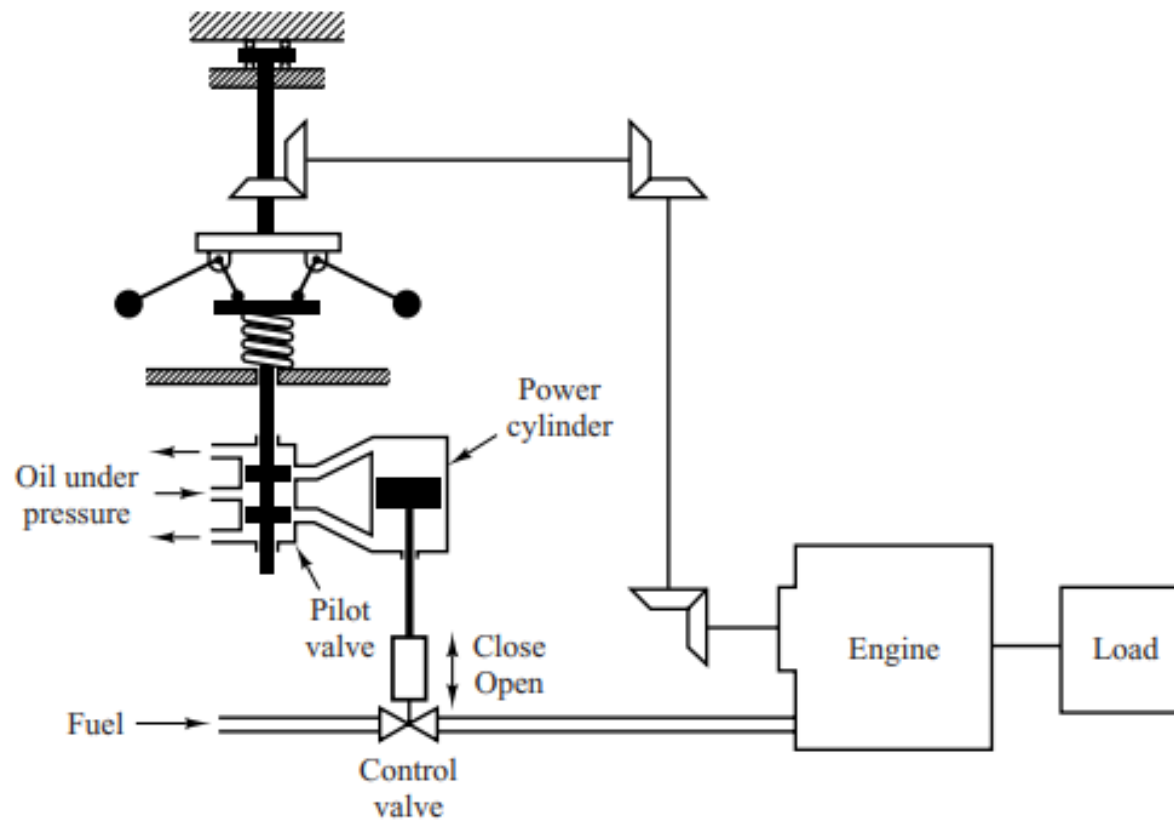 Power
cylinder
Oil under
pressure
Pilot
valve
Close
Open
Engine
Load
Fuel
Control
valve